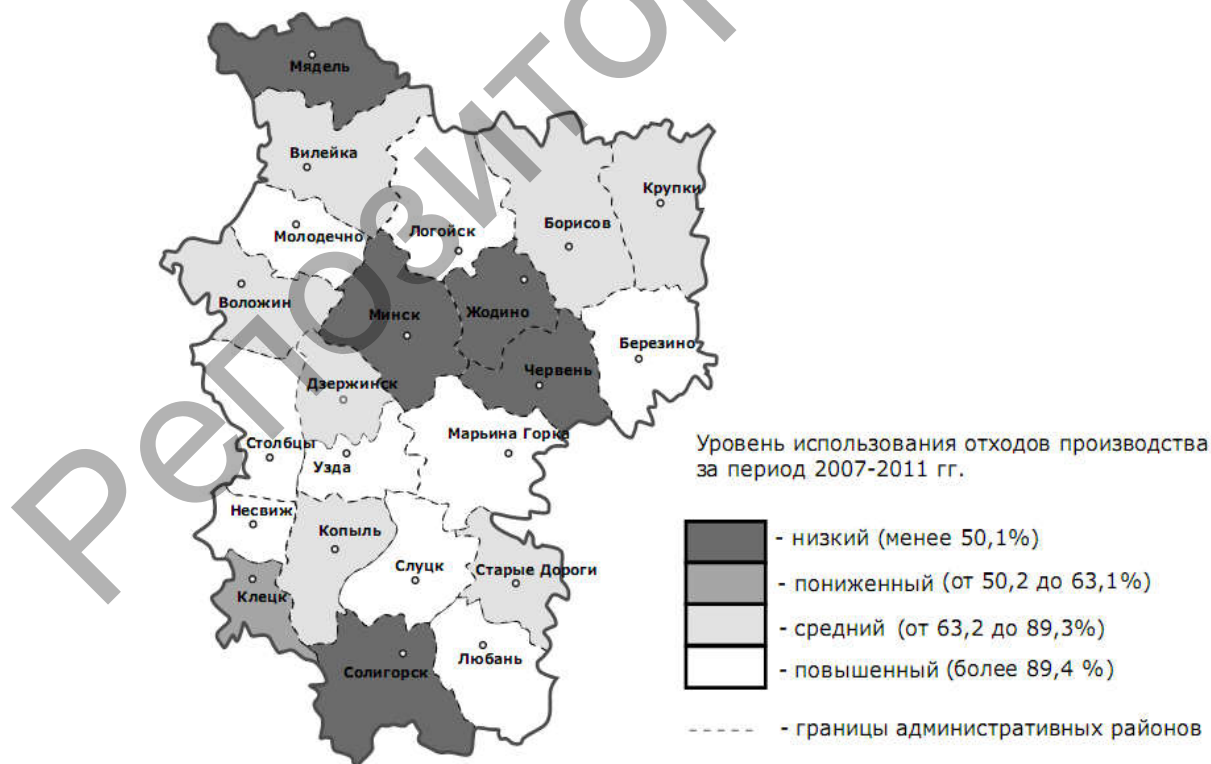 Репозитор
Мядель
Вилейка
Крупки
Борисов
Логойск
Молодечно
Воложин
Минск
Жодино
Березино
Червень
Дзержинск
Марьина Горка
Столбцы
Узда
Несвиж
Копыль
Слуцк
Старые Дороги
Клецк
Любань
Солигорск
Уровень использования отходов производства
за период 2007-2011 гг.
- низкий (менее 50,1%)
- пониженный (от 50,2 до 63,1%)
- средний (от 63,2 до 89,3%)
- повышенный (более 89,4 %)
- границы административных районов